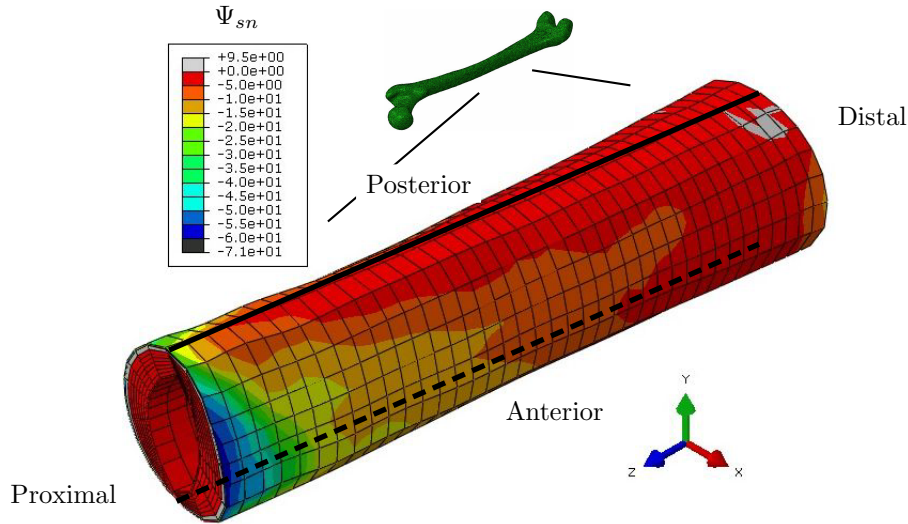 Ψsn
+9.5e+00
+0.0e+00
-5.0e+00
-1.0e+01
-1.5e+01
-2.0e+01
-2.5e+01
-3.0e+01
-3.5e+01
-4.0e+01
-4.5e+01
-5.0e+01
-5.5e+01
-6.0e+01
-7.1e+01
Distal
Posterior
Anterior
Proximal
Y
Z
X